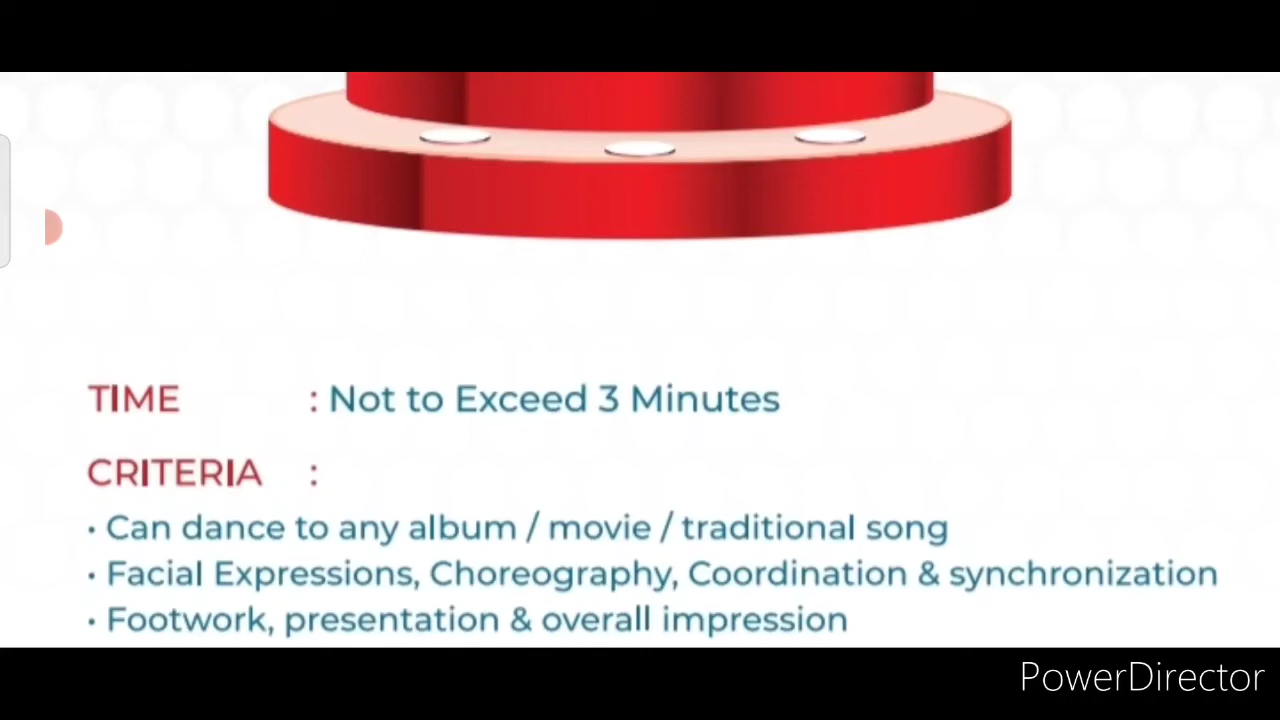 TIME : Not to Exceed 3 Minutes
CRITERIA :
• Can dance to any album / movie / traditional song
• Facial Expressions, Choreography, Coordination & synchronization
• Footwork, presentation & overall impression
PowerDirector